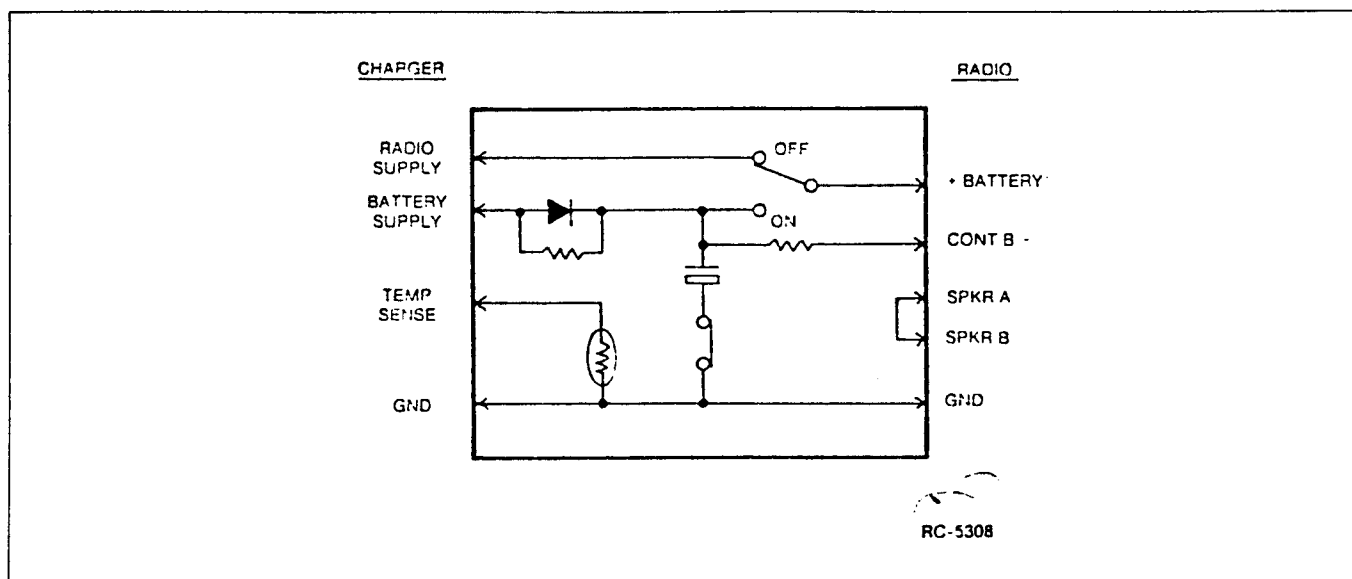 CHARGER
RADIO
RADIO
SUPPLY
OFF
+ BATTERY
BATTERY
SUPPLY
ON
CONT B -
TEMP
SENSE
SPKR A
SPKR B
GND
GND
RC-5308